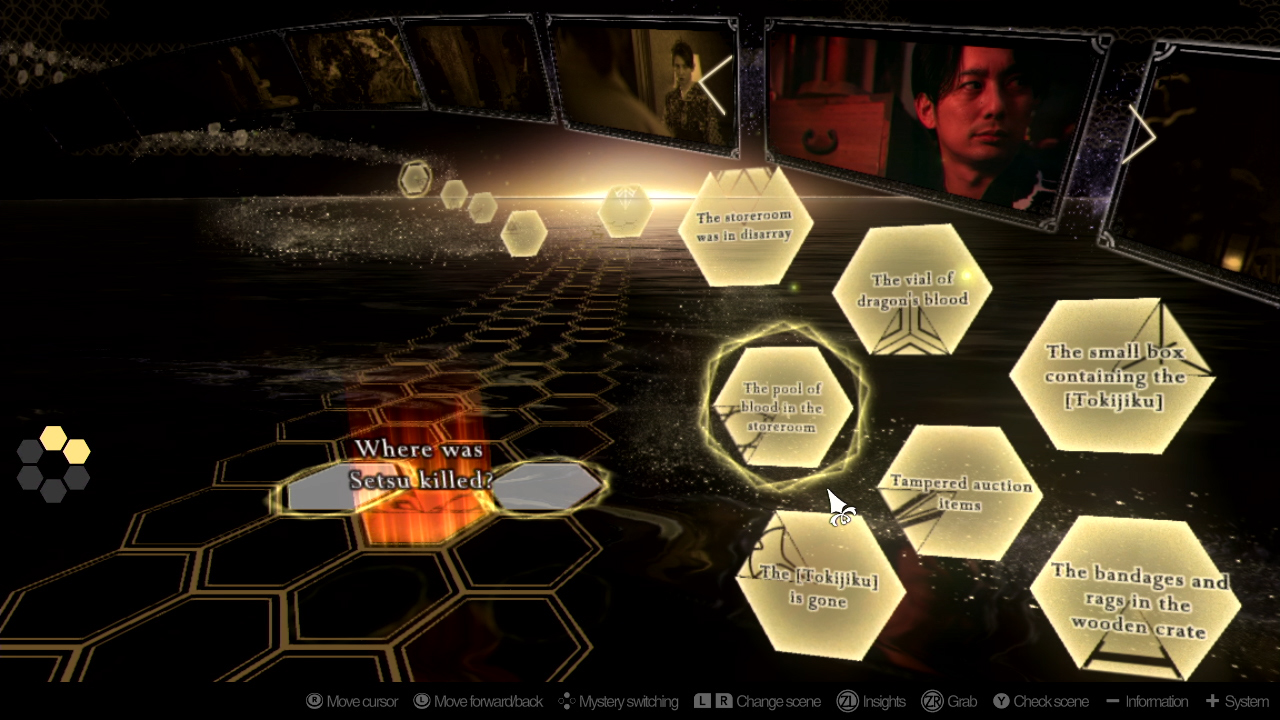 The storeroom
was in disarray
The vial of
dragon's blood
The small box
containing the
[Tokijiku]
The pool of
blood in the
storeroom
Where was
Setsu killed?
Tampered auction
items
The [Tokijiku]
is gone
The bandages and
rags in the
wooden crate
R Move cursor L Move forward/back Mystery switching L R Change scene ZL Insights ZR Grab Y Check scene Information System